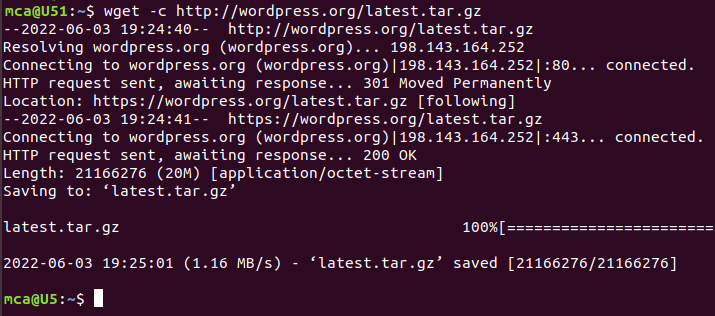 mca@U51:~$ wget -c http://wordpress.org/latest.tar.gz
--2022-06-03 19:24:40--  http://wordpress.org/latest.tar.gz
Resolving wordpress.org (wordpress.org)... 198.143.164.252
Connecting to wordpress.org (wordpress.org)|198.143.164.252|:80... connected.
HTTP request sent, awaiting response... 301 Moved Permanently
Location: https://wordpress.org/latest.tar.gz [following]
--2022-06-03 19:24:41--  https://wordpress.org/latest.tar.gz
Connecting to wordpress.org (wordpress.org)|198.143.164.252|:443... connected.
HTTP request sent, awaiting response... 200 OK
Length: 21166276 (20M) [application/octet-stream]
Saving to: ‘latest.tar.gz’
latest.tar.gz                                      100%[=======================
2022-06-03 19:25:01 (1.16 MB/s) - ‘latest.tar.gz’ saved [21166276/21166276]
mca@U5:~$